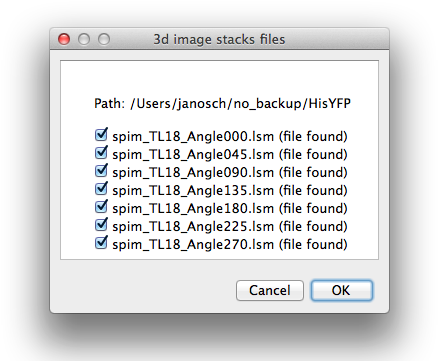 3d image stacks files
Path: /Users/janosch/no_backup/HisYFP
spim_TL18_Angle000.lsm (file found)
spim_TL18_Angle045.lsm (file found)
spim_TL18_Angle090.lsm (file found)
spim_TL18_Angle135.lsm (file found)
spim_TL18_Angle180.lsm (file found)
spim_TL18_Angle225.lsm (file found)
spim_TL18_Angle270.lsm (file found)
Cancel OK